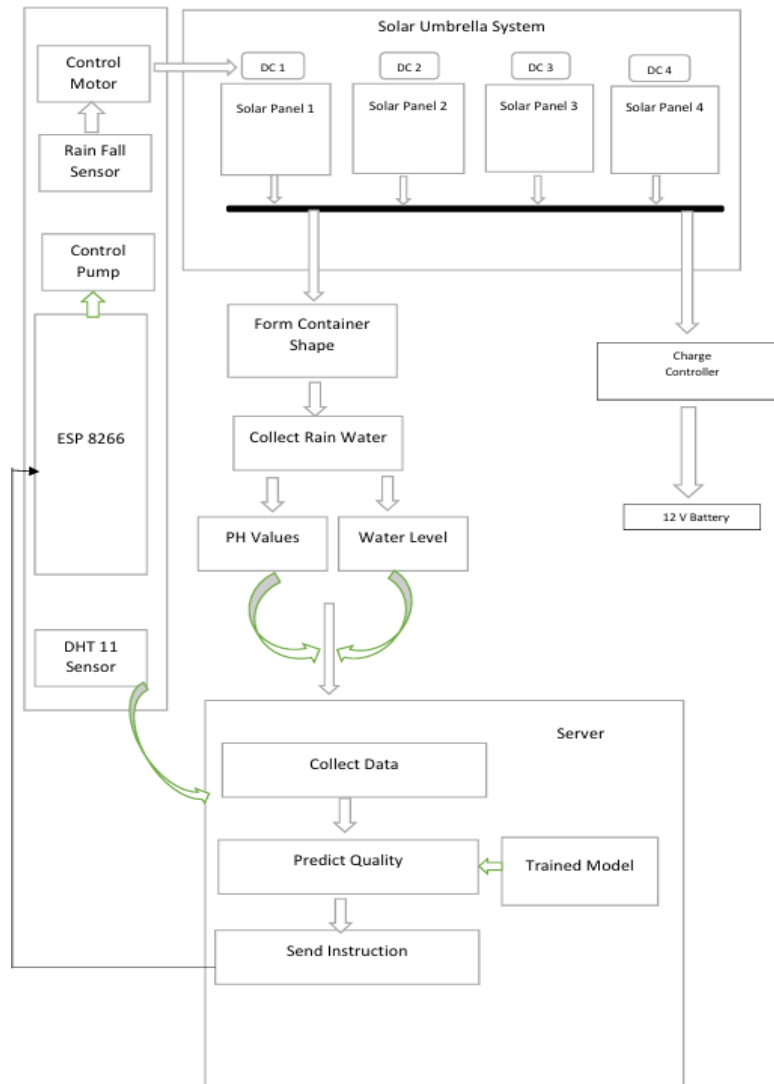 Solar Umbrella System
Control
Motor
DC 1
DC 2
DC 3
DC 4
Solar Panel 1
Solar Panel 2
Solar Panel 3
Solar Panel 4
Rain Fall
Sensor
Control
Pump
Form Container
Shape
Charge
Controller
ESP 8266
Collect Rain Water
12 V Battery
PH Values
Water Level
DHT 11
Sensor
Server
Collect Data
Predict Quality
Trained Model
Send Instruction